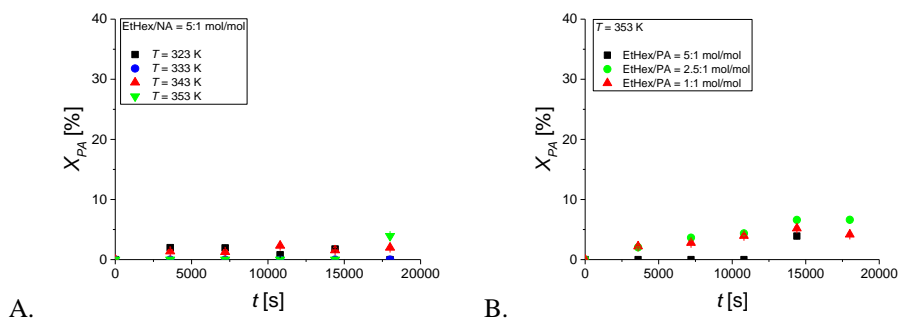 EtHex/NA = 5:1 mol/mol
T = 323 K
T = 333 K
T = 343 K
T = 353 K
40
30
20
10
0
X_PA [%]
0 5000 10000 15000 20000
t [s]
A.
T = 353 K
EtHex/PA = 5:1 mol/mol
EtHex/PA = 2.5:1 mol/mol
EtHex/PA = 1:1 mol/mol
40
30
20
10
0
X_PA [%]
0 5000 10000 15000 20000
t [s]
B.